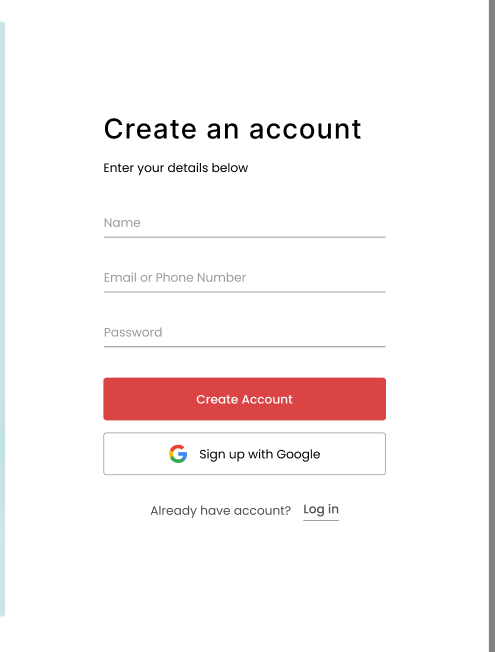 Create an account
Enter your details below
Name
Email or Phone Number
Password
Create Account
Sign up with Google
Already have account? Log in